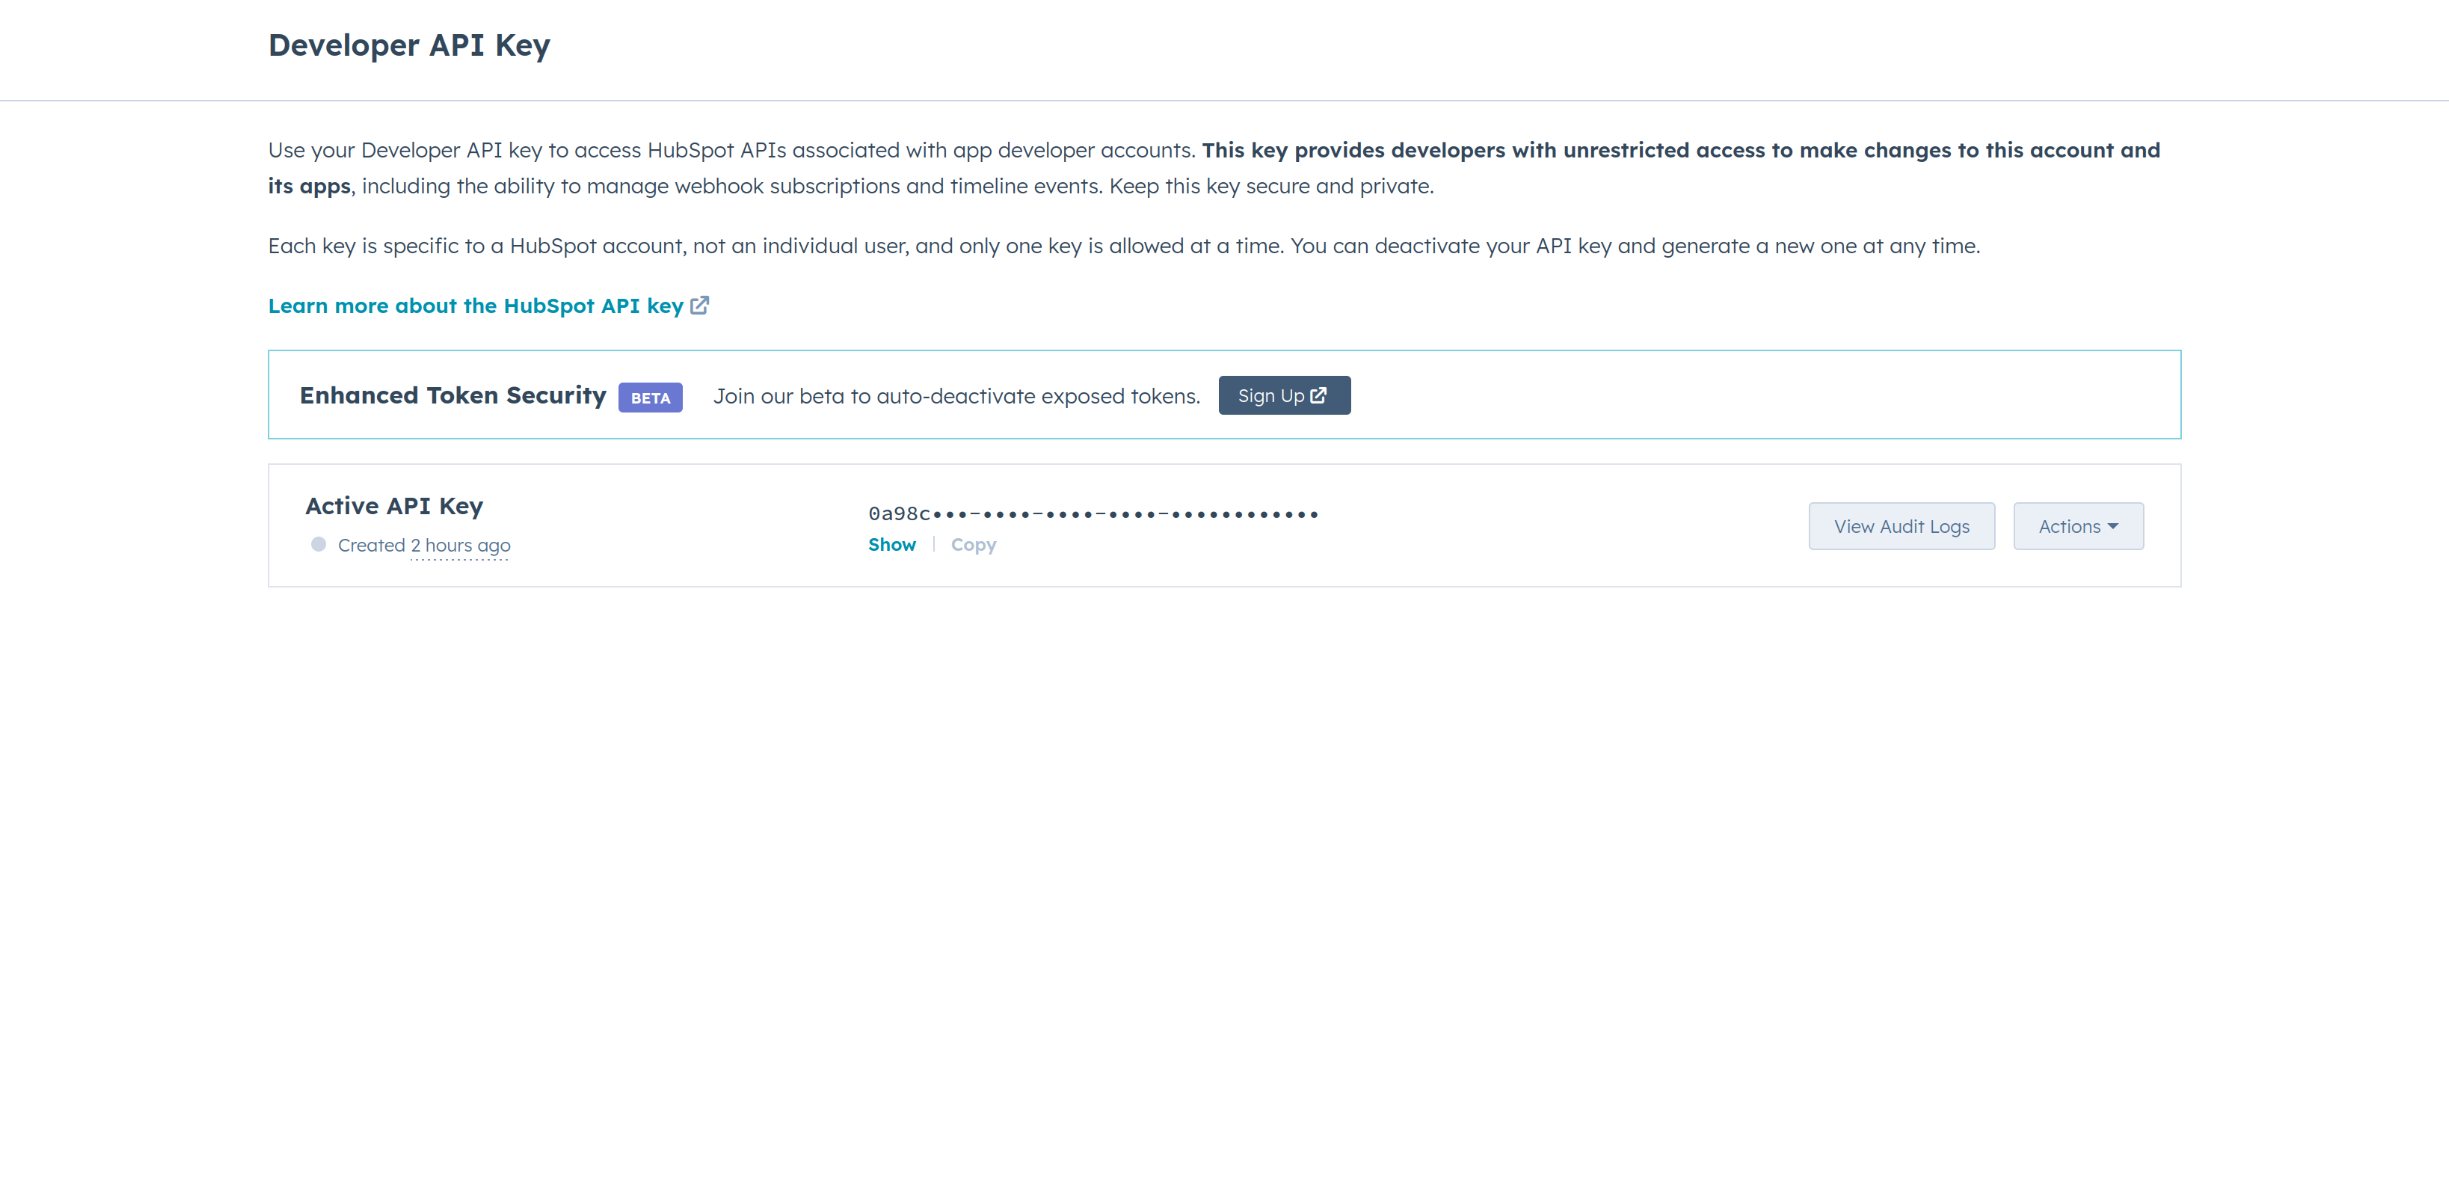 Developer API Key
Use your Developer API key to access HubSpot APIs associated with app developer accounts. This key provides developers with unrestricted access to make changes to this account and
its apps, including the ability to manage webhook subscriptions and timeline events. Keep this key secure and private.
Each key is specific to a HubSpot account, not an individual user, and only one key is allowed at a time. You can deactivate your API key and generate a new one at any time.
Learn more about the HubSpot API key
Enhanced Token Security BETA Join our beta to auto-deactivate exposed tokens. Sign Up
Active API Key
Created 2 hours ago
0a98c•••-••••-••••-••••-••••••••••••
Show Copy
View Audit Logs Actions